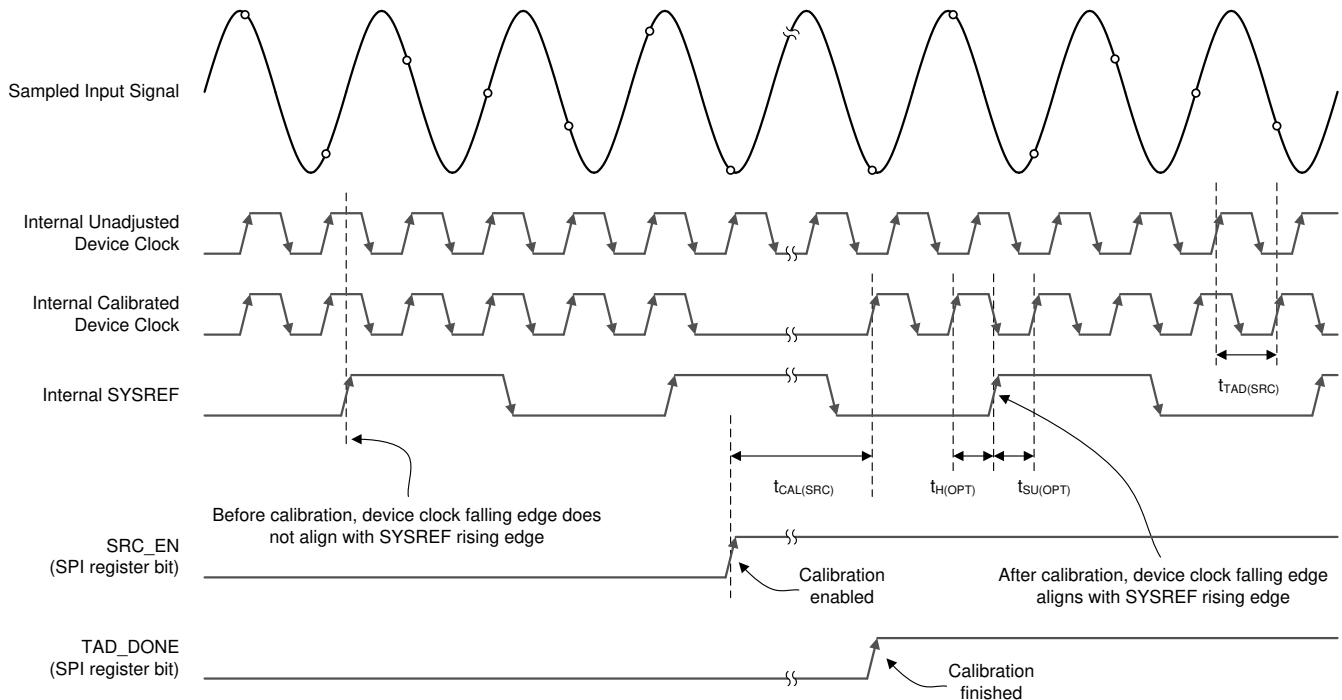 Sampled Input Signal
Internal Unadjusted
Device Clock
Internal Calibrated
Device Clock
Internal SYSREF
tTAD(SRC)
tCAL(SRC)
tH(OPT)
tSU(OPT)
Before calibration, device clock falling edge does
not align with SYSREF rising edge
SRC_EN
(SPI register bit)
Calibration
enabled
After calibration, device clock falling edge
aligns with SYSREF rising edge
TAD_DONE
(SPI register bit)
Calibration
finished